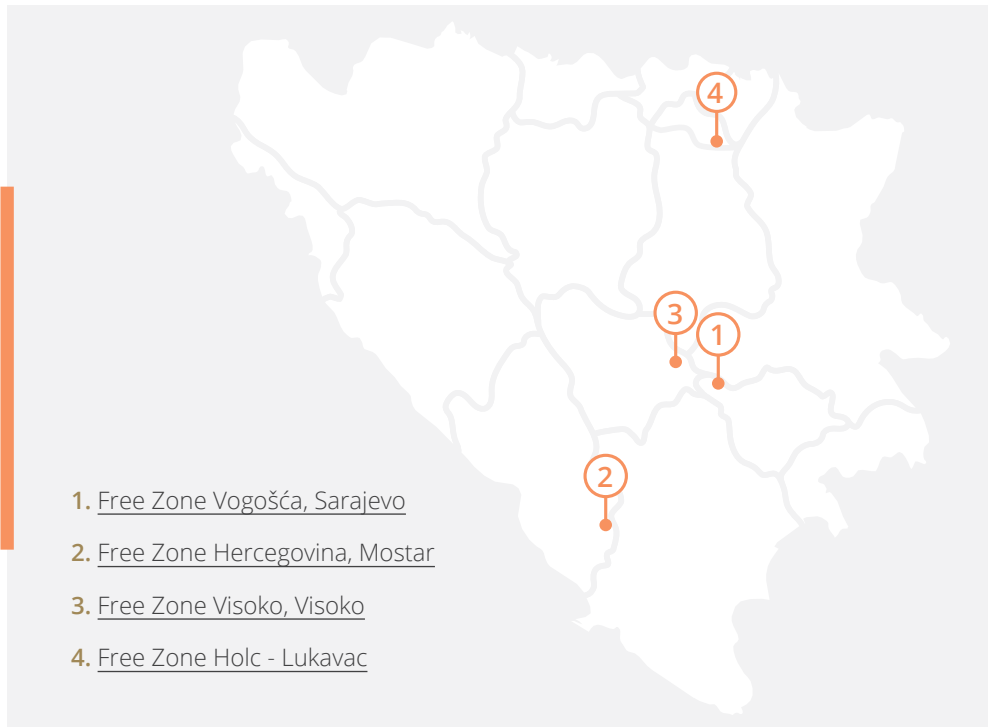 4
3
1
2
1. Free Zone Vogošća, Sarajevo
2. Free Zone Hercegovina, Mostar
3. Free Zone Visoko, Visoko
4. Free Zone Holc - Lukavac